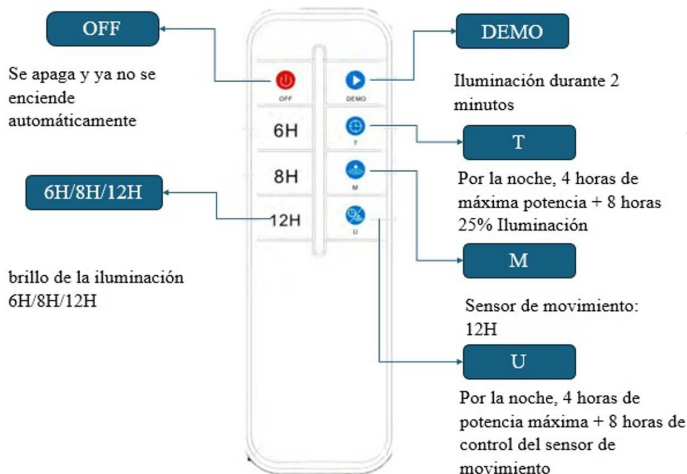 OFF
Se apaga y ya no se
enciende
automáticamente
6H/8H/12H
brillo de la iluminación
6H/8H/12H
OFF
6H
8H
12H
DEMO
T
M
U
DEMO
Iluminación durante 2
minutos
T
Por la noche, 4 horas de
máxima potencia + 8 horas
25% Iluminación
M
Sensor de movimiento:
12H
U
Por la noche, 4 horas de
potencia máxima + 8 horas de
control del sensor de
movimiento